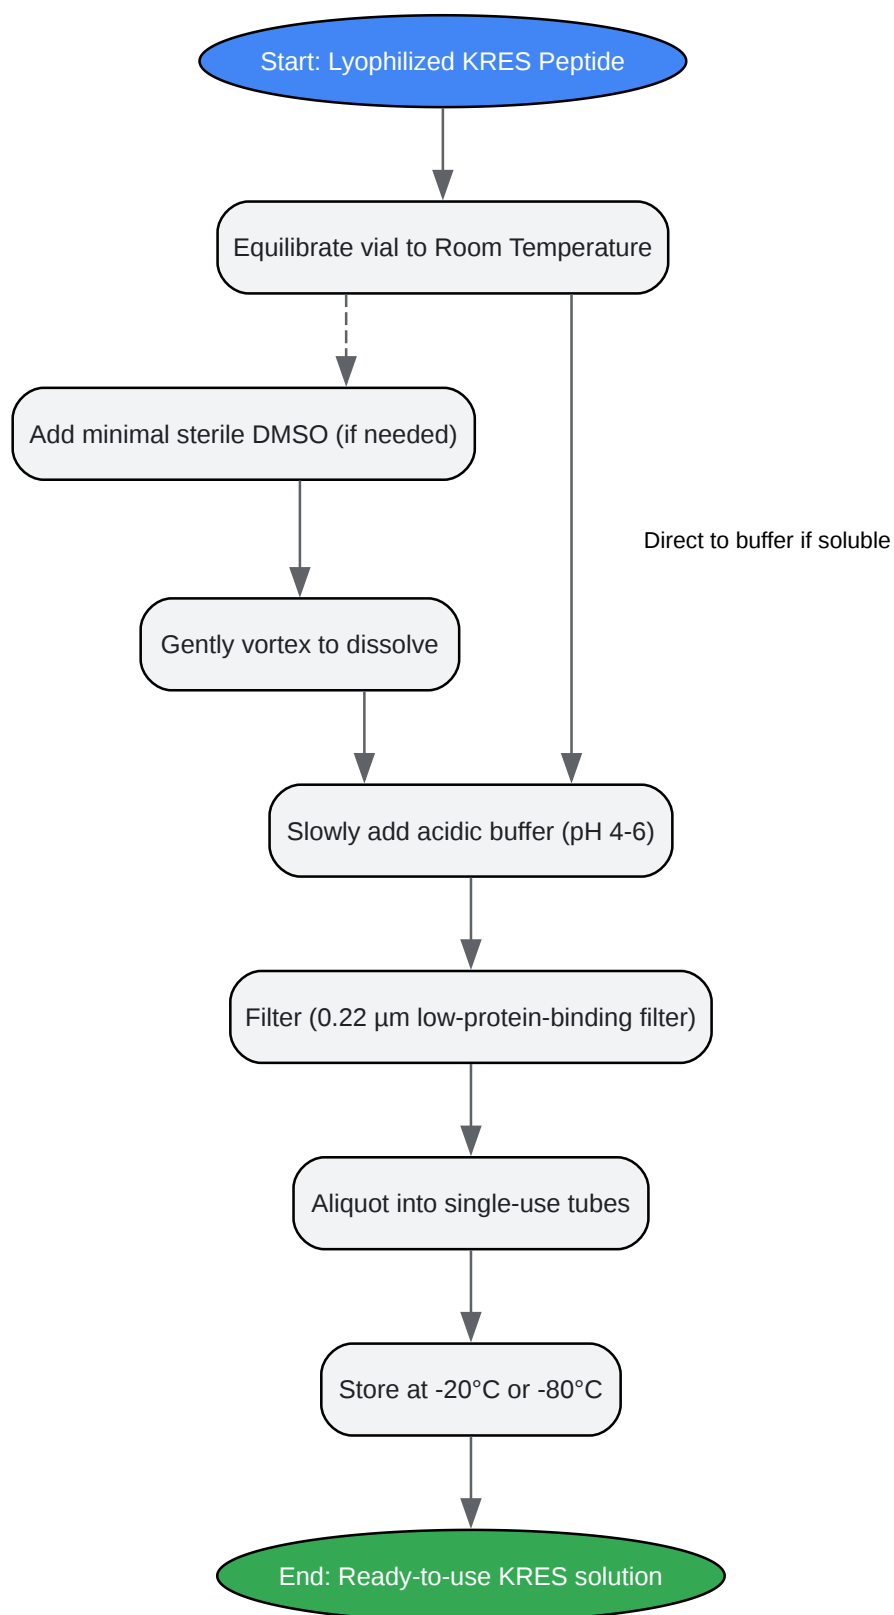 Start: Lyophilized KRES Peptide
Equilibrate vial to Room Temperature
Add minimal sterile DMSO (if needed)
Direct to buffer if soluble
Gently vortex to dissolve
Slowly add acidic buffer (pH 4-6)
Filter (0.22 µm low-protein-binding filter)
Aliquot into single-use tubes
Store at -20°C or -80°C
End: Ready-to-use KRES solution